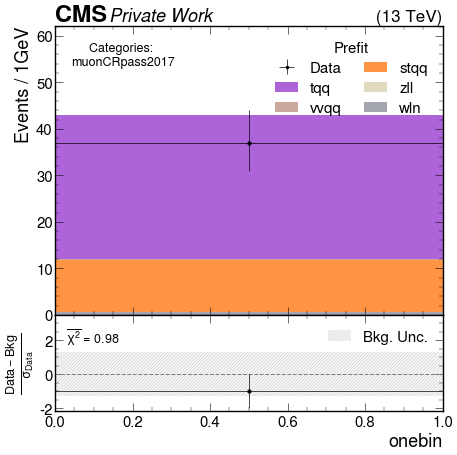 CMS Private Work (13 TeV)
Categories:
muonCRpass2017
Prefit
Data stqq
tqq zll
vvqq wln
Events / 1GeV
60
50
40
30
20
10
0
χ² = 0.98
Bkg. Unc.
Data − Bkg
σData
2
0
-2
0.0 0.2 0.4 0.6 0.8 1.0
onebin